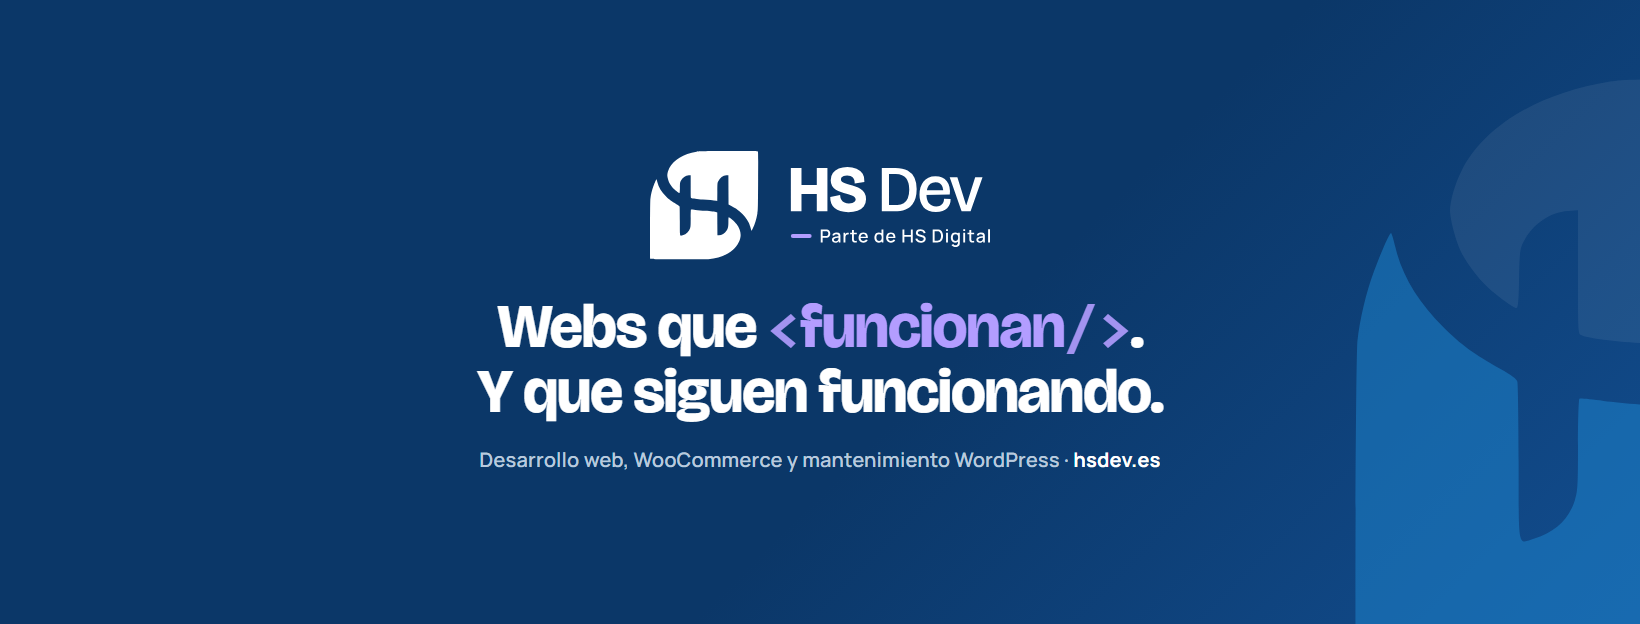 HS Dev
Parte de HS Digital
Webs que <funcionan/>.
Y que siguen funcionando.
Desarrollo web, WooCommerce y mantenimiento WordPress · hsdev.es